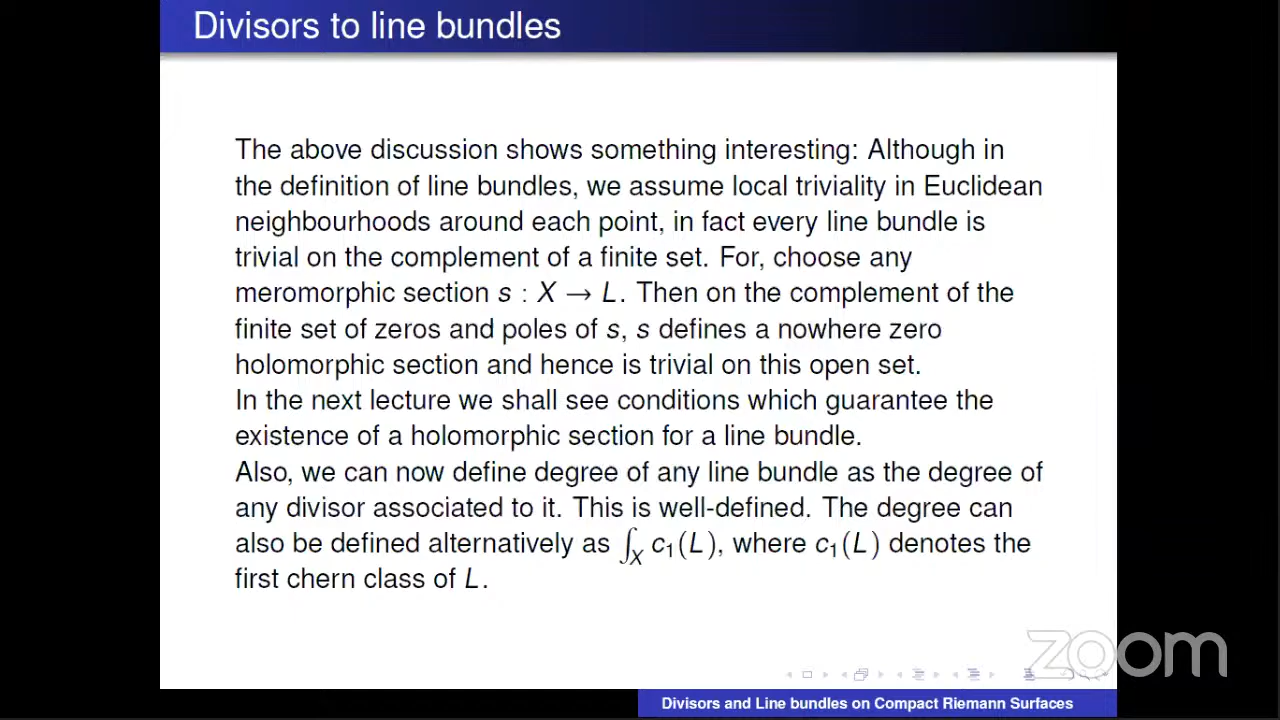 Divisors to line bundles
The above discussion shows something interesting: Although in
the definition of line bundles, we assume local triviality in Euclidean
neighbourhoods around each point, in fact every line bundle is
trivial on the complement of a finite set. For, choose any
meromorphic section s : X → L. Then on the complement of the
finite set of zeros and poles of s, s defines a nowhere zero
holomorphic section and hence is trivial on this open set.
In the next lecture we shall see conditions which guarantee the
existence of a holomorphic section for a line bundle.
Also, we can now define degree of any line bundle as the degree of
any divisor associated to it. This is well-defined. The degree can
also be defined alternatively as ∫_X c₁(L), where c₁(L) denotes the
first chern class of L.
zoom
Divisors and Line bundles on Compact Riemann Surfaces